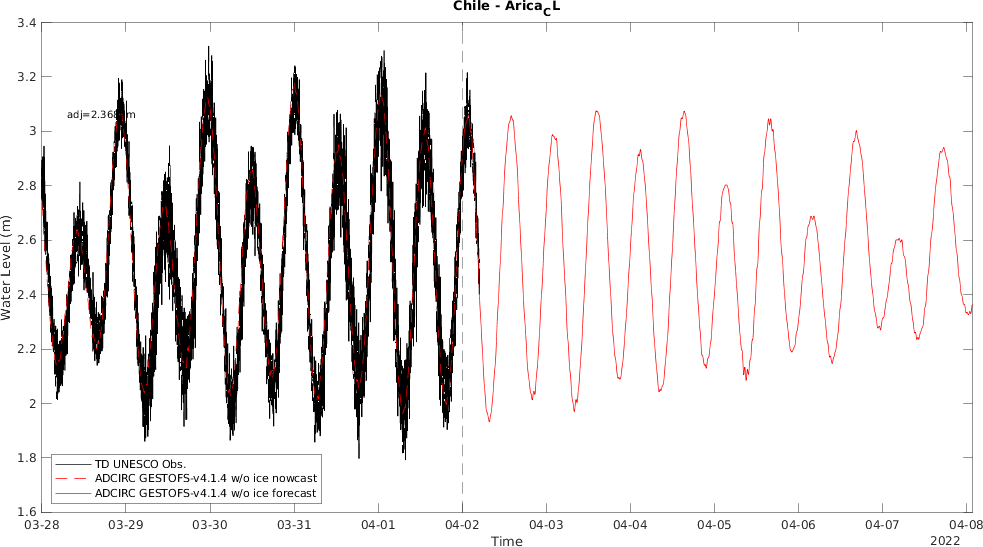 Chile - Arica_CL
3.4
3.2
3
2.8
2.6
2.4
2.2
2
1.8
1.6
Water Level (m)
adj=2.368 m
TD UNESCO Obs.
ADCIRC GESTOFS-v4.1.4 w/o ice nowcast
ADCIRC GESTOFS-v4.1.4 w/o ice forecast
03-28 03-29 03-30 03-31 04-01 04-02 04-03 04-04 04-05 04-06 04-07 04-08
Time
2022